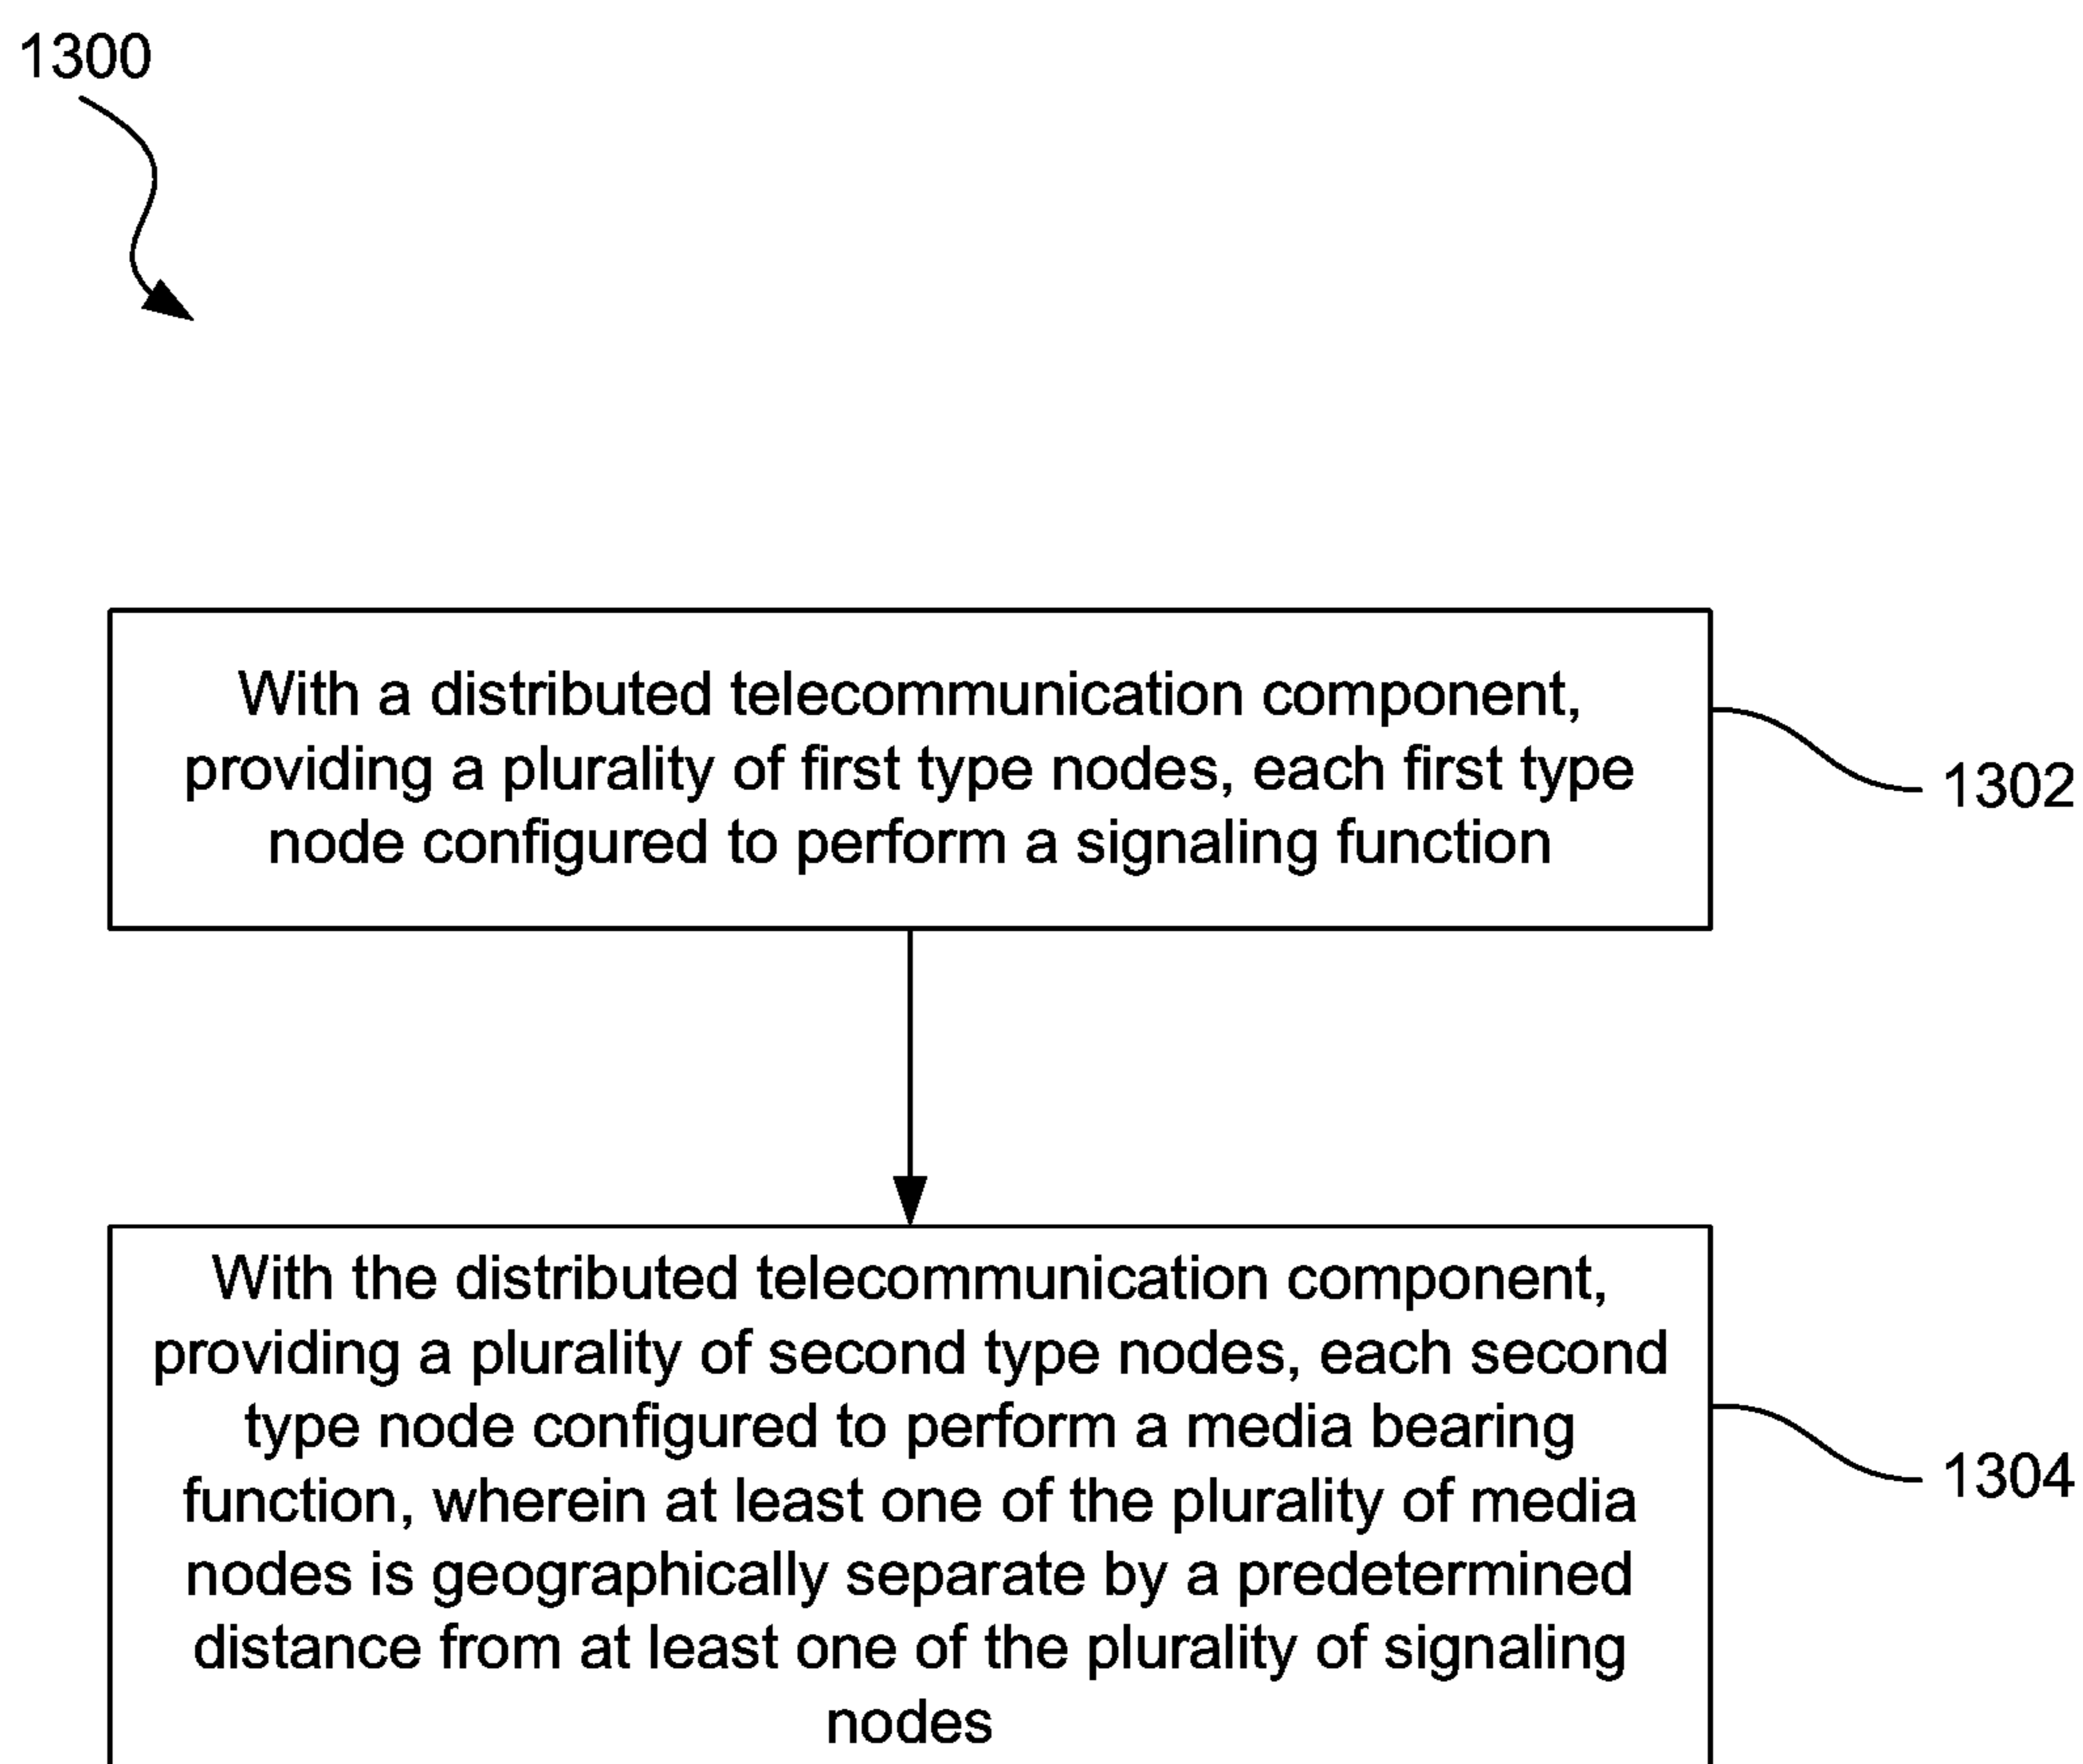 1300
With a distributed telecommunication component,
providing a plurality of first type nodes, each first type
node configured to perform a signaling function
1302
With the distributed telecommunication component,
providing a plurality of second type nodes, each second
type node configured to perform a media bearing
function, wherein at least one of the plurality of media
nodes is geographically separate by a predetermined
distance from at least one of the plurality of signaling
nodes
1304